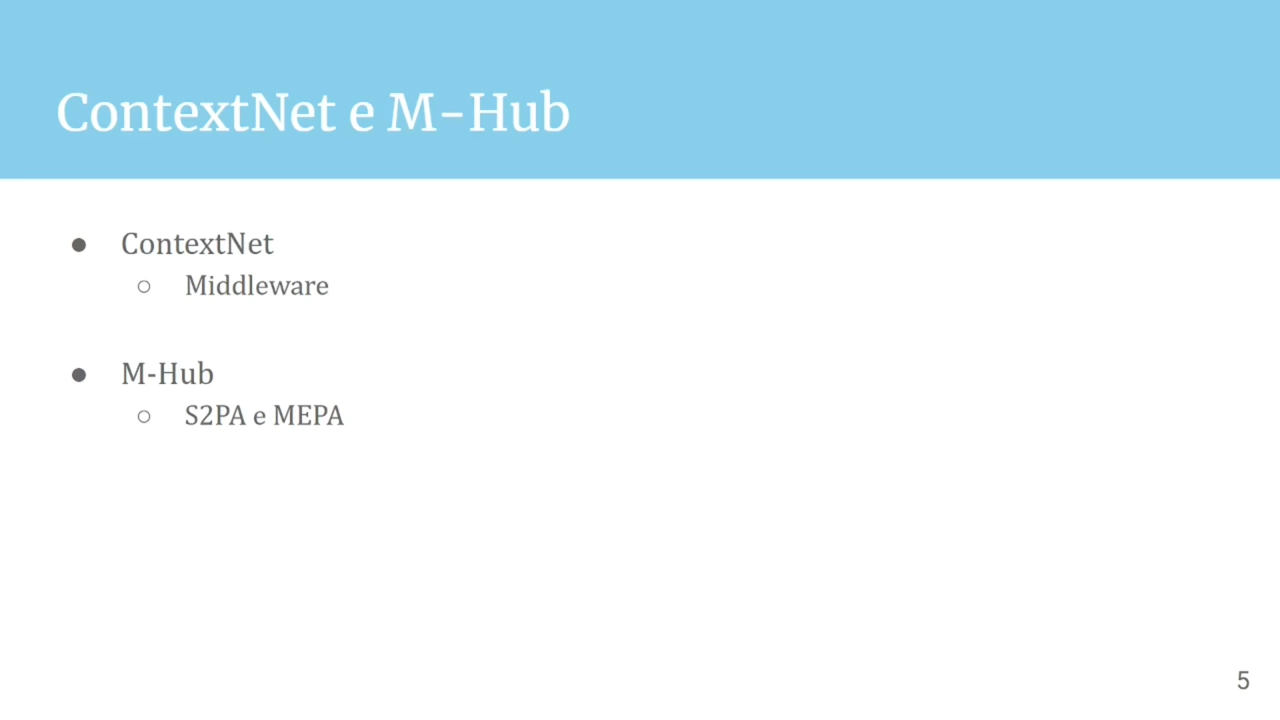 ContextNet e M-Hub
● ContextNet
○ Middleware
● M-Hub
○ S2PA e MEPA
5